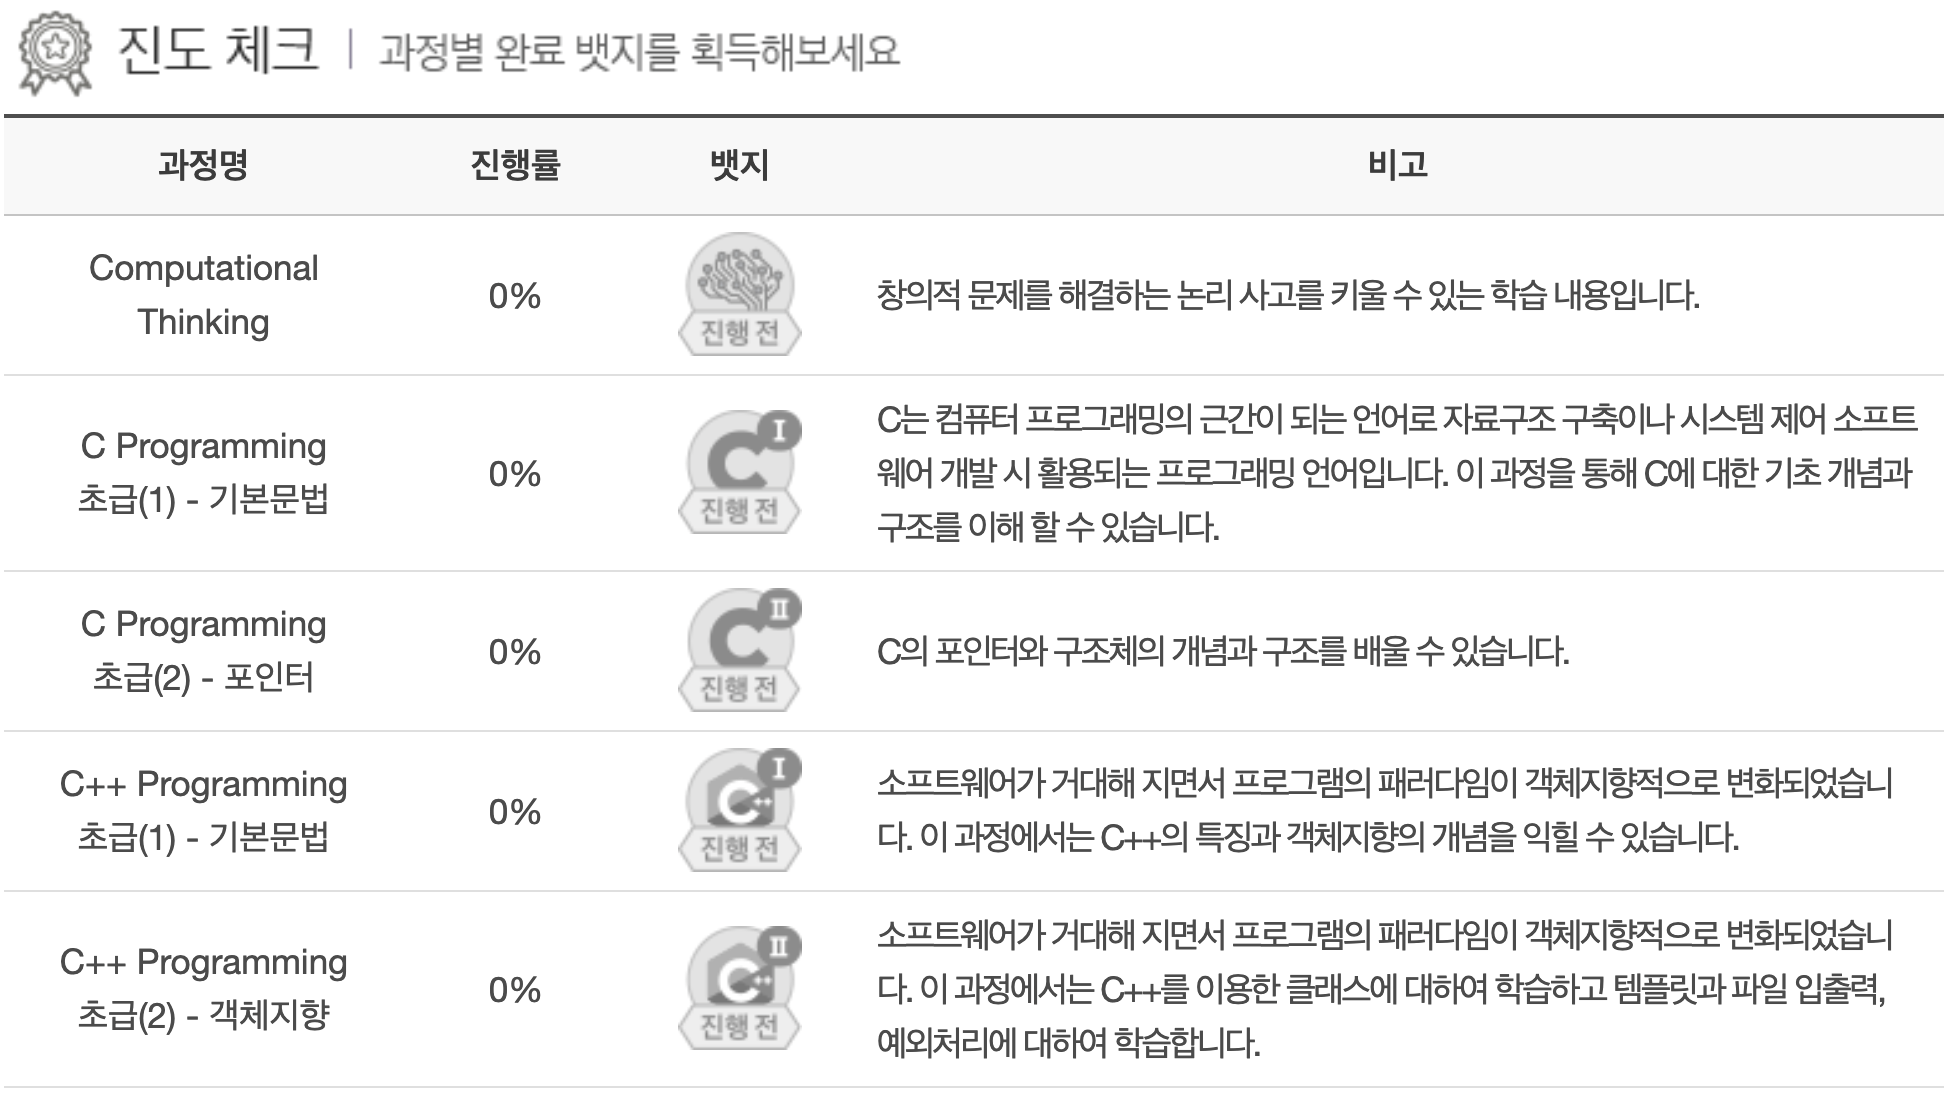 진도 체크 | 과정별 완료 뱃지를 획득해보세요
과정명 진행률 뱃지 비고
Computational
Thinking
0%
진행 전
창의적 문제를 해결하는 논리 사고를 키울 수 있는 학습 내용입니다.
C Programming
초급(1) - 기본문법
0%
C I
진행 전
C는 컴퓨터 프로그래밍의 근간이 되는 언어로 자료구조 구축이나 시스템 제어 소프트
웨어 개발 시 활용되는 프로그래밍 언어입니다. 이 과정을 통해 C에 대한 기초 개념과
구조를 이해 할 수 있습니다.
C Programming
초급(2) - 포인터
0%
C II
진행 전
C의 포인터와 구조체의 개념과 구조를 배울 수 있습니다.
C++ Programming
초급(1) - 기본문법
0%
C++ I
진행 전
소프트웨어가 거대해 지면서 프로그램의 패러다임이 객체지향적으로 변화되었습니
다. 이 과정에서는 C++의 특징과 객체지향의 개념을 익힐 수 있습니다.
C++ Programming
초급(2) - 객체지향
0%
C++ II
진행 전
소프트웨어가 거대해 지면서 프로그램의 패러다임이 객체지향적으로 변화되었습니
다. 이 과정에서는 C++를 이용한 클래스에 대하여 학습하고 템플릿과 파일 입출력,
예외처리에 대하여 학습합니다.